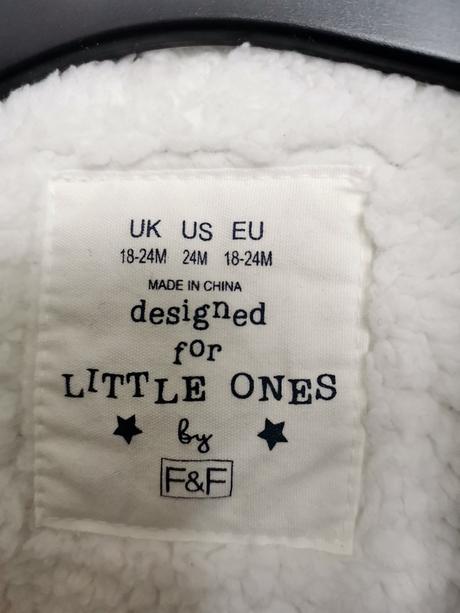 UK US EU
18-24M 24M 18-24M
MADE IN CHINA
designed
for
LITTLE ONES
by
F&F